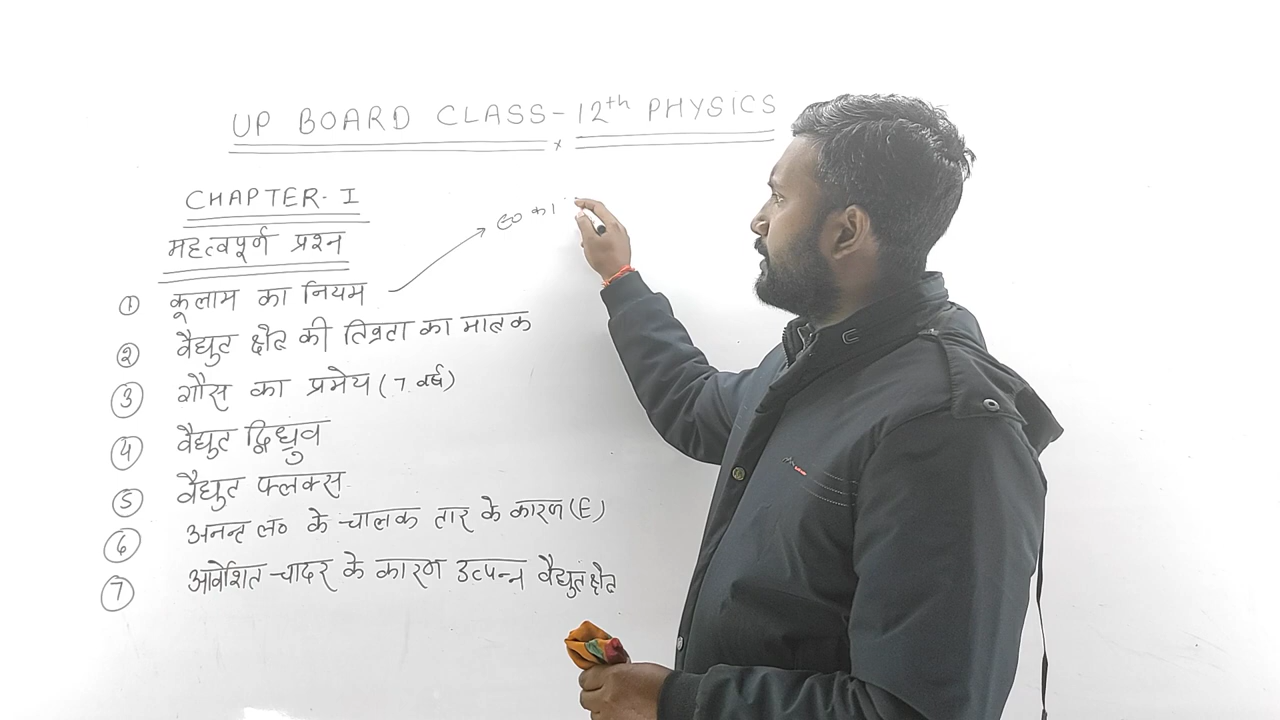 UP BOARD CLASS-12th PHYSICS
CHAPTER-I
महत्वपूर्ण प्रश्न
① कूलाम का नियम → ε० का
② वैद्युत क्षेत्र की तिव्रता का मात्रक
③ गौस का प्रमेय (7 वर्ष)
④ वैद्युत द्विध्रुव
⑤ वैद्युत फ्लक्स
⑥ अनन्त ल० के चालक तार के कारण (E)
⑦ आवेशित चादर के कारण उत्पन्न वैद्युत क्षेत्र